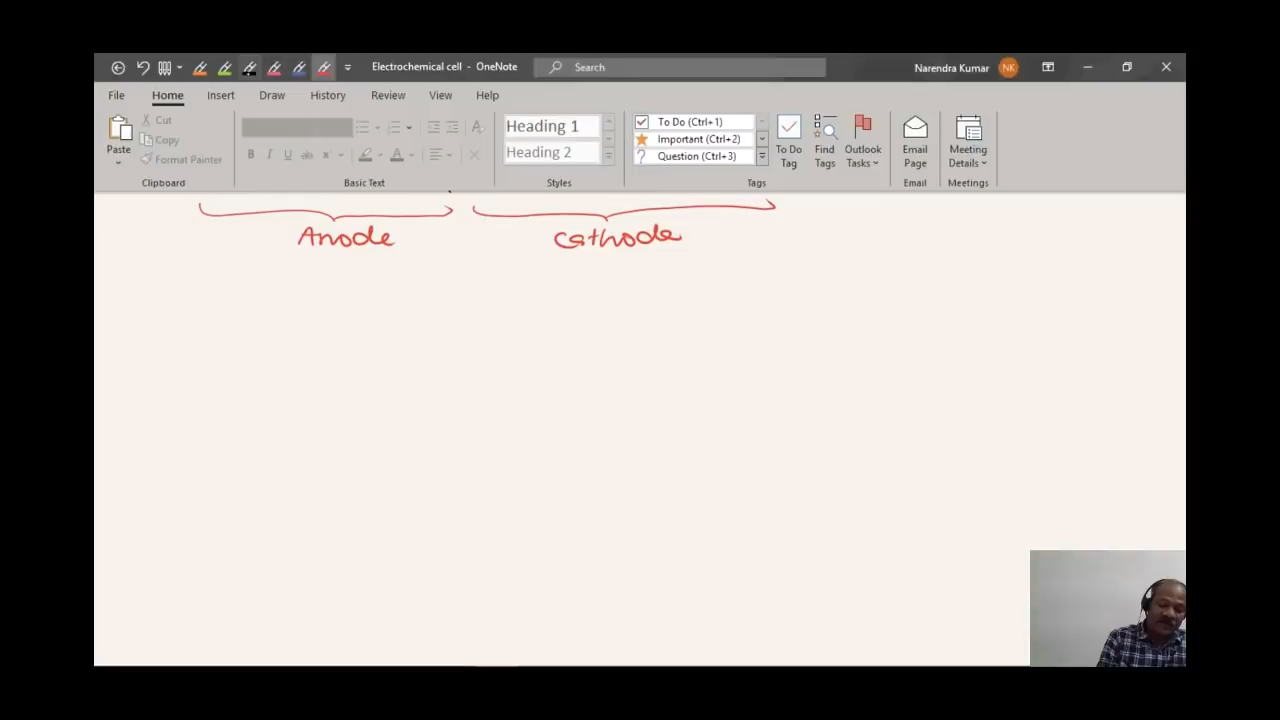 Electrochemical cell - OneNote
Search
Narendra Kumar
NK
File Home Insert Draw History Review View Help
Paste
Cut
Copy
Format Painter
Clipboard
B I U ab x
A
Basic Text
Heading 1
Heading 2
Styles
To Do (Ctrl+1)
Important (Ctrl+2)
Question (Ctrl+3)
To Do Tag
Find Tags
Outlook Tasks
Tags
Email Page
Email
Meeting Details
Meetings
Anode Cathode